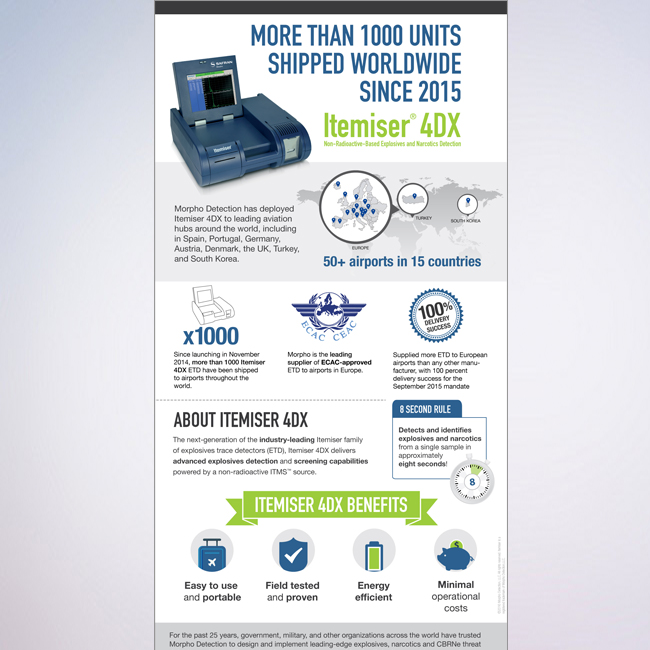 MORE THAN 1000 UNITS
SHIPPED WORLDWIDE
SINCE 2015
Itemiser® 4DX
Non-Radioactive-Based Explosives and Narcotics Detection
SAFRAN
Itemiser
Morpho Detection has deployed
Itemiser 4DX to leading aviation
hubs around the world, including
in Spain, Portugal, Germany,
Austria, Denmark, the UK, Turkey,
and South Korea.
EUROPE
TURKEY
SOUTH KOREA
50+ airports in 15 countries
x1000
Since launching in November
2014, more than 1000 Itemiser
4DX ETD have been shipped
to airports throughout the
world.
ECAC CEAC
Morpho is the leading
supplier of ECAC-approved
ETD to airports in Europe.
100%
DELIVERY
SUCCESS
Supplied more ETD to European
airports than any other manu-
facturer, with 100 percent
delivery success for the
September 2015 mandate
ABOUT ITEMISER 4DX
The next-generation of the industry-leading Itemiser family
of explosives trace detectors (ETD), Itemiser 4DX delivers
advanced explosives detection and screening capabilities
powered by a non-radioactive ITMS™ source.
8 SECOND RULE
Detects and identifies
explosives and narcotics
from a single sample in
approximately
eight seconds!
8
ITEMISER 4DX BENEFITS
Easy to use
and portable
Field tested
and proven
Energy
efficient
$
Minimal
operational
costs
For the past 25 years, government, military, and other organizations across the world have trusted
Morpho Detection to design and implement leading-edge explosives, narcotics and CBRNe threat